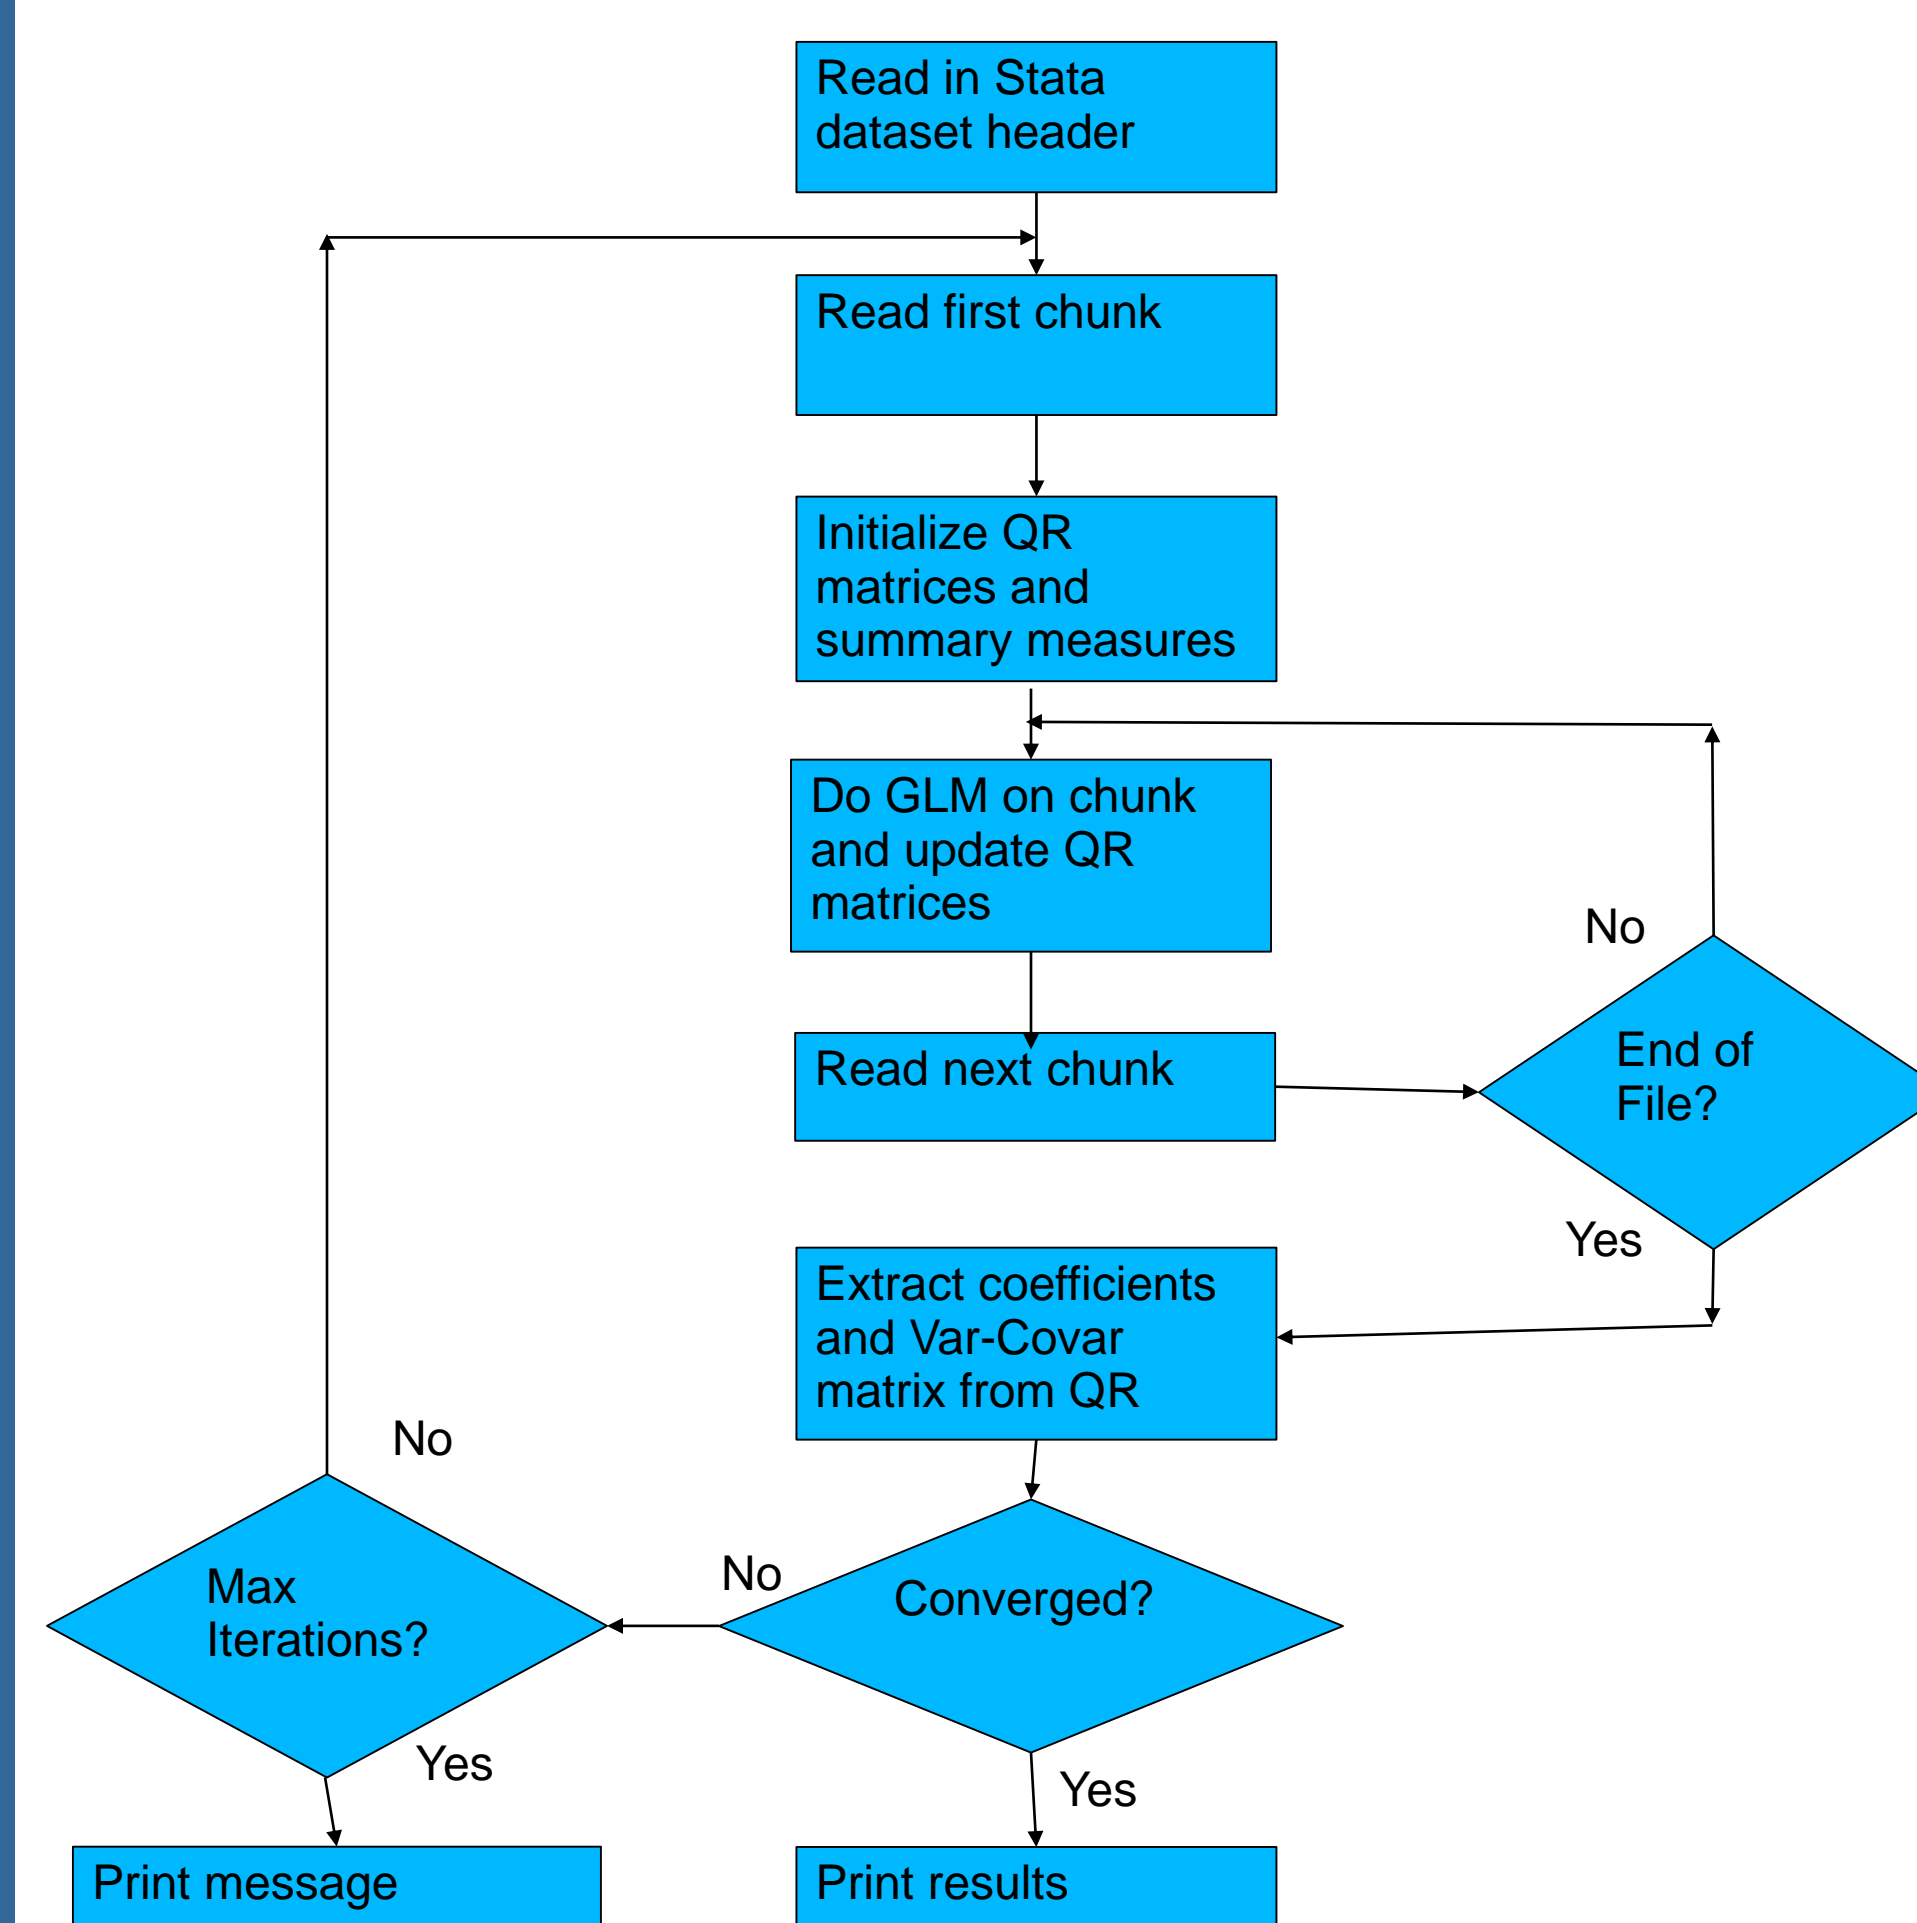 Read in Stata
dataset header
Read first chunk
Initialize QR
matrices and
summary measures
Do GLM on chunk
and update QR
matrices
No
Read next chunk
End of
File?
Yes
Extract coefficients
and Var-Covar
matrix from QR
No
Max
Iterations?
No
Converged?
Yes
Yes
Print message
Print results